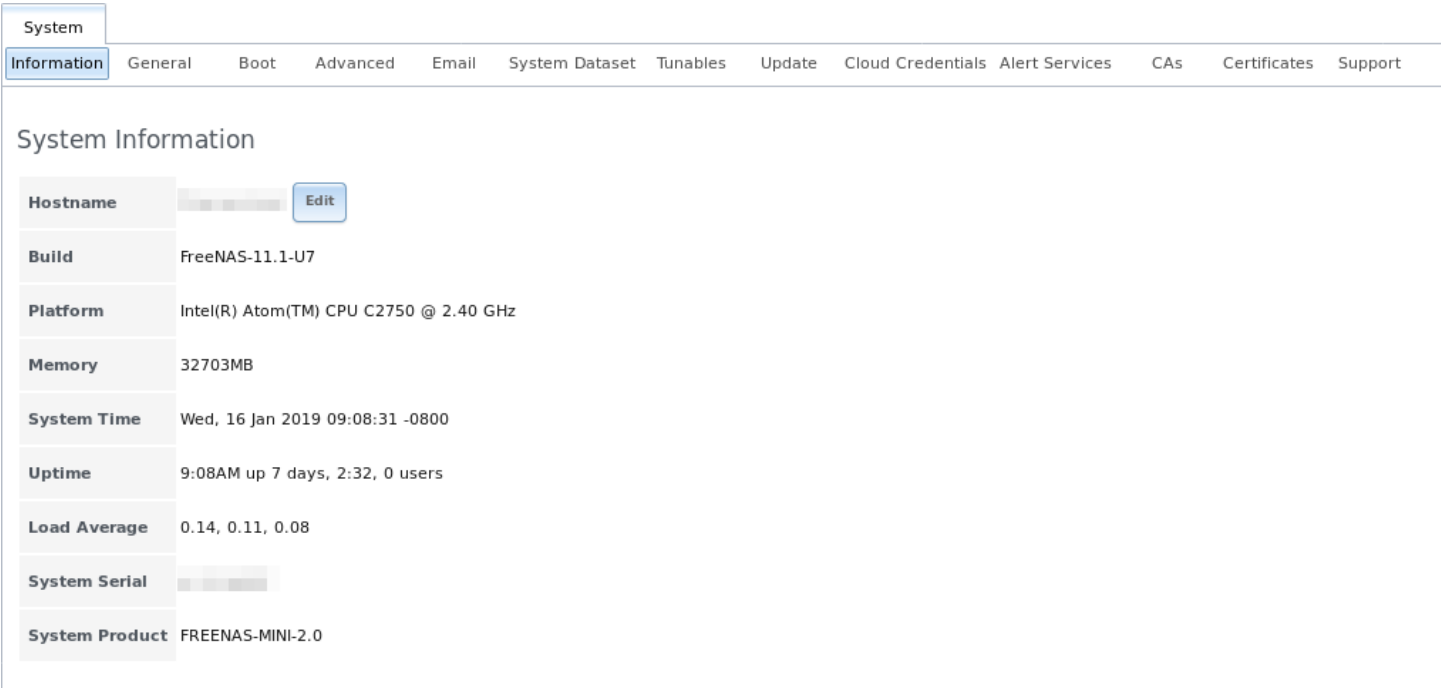 System
Information General Boot Advanced Email System Dataset Tunables Update Cloud Credentials Alert Services CAs Certificates Support
System Information
Hostname Edit
Build FreeNAS-11.1-U7
Platform Intel(R) Atom(TM) CPU C2750 @ 2.40 GHz
Memory 32703MB
System Time Wed, 16 Jan 2019 09:08:31 -0800
Uptime 9:08AM up 7 days, 2:32, 0 users
Load Average 0.14, 0.11, 0.08
System Serial
System Product FREENAS-MINI-2.0